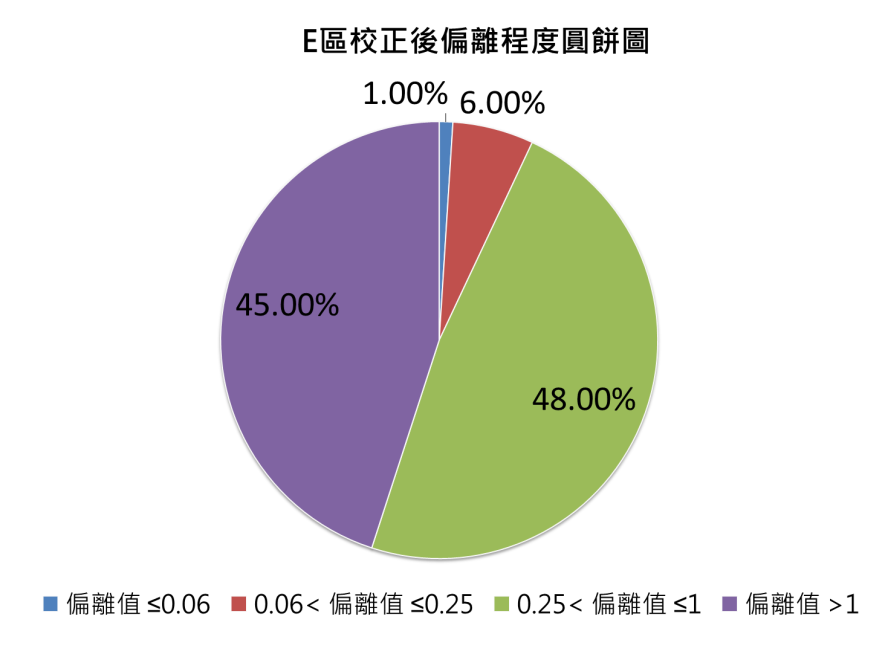 E區校正後偏離程度圓餅圖
1.00%
6.00%
45.00%
48.00%
偏離值 ≤0.06
0.06< 偏離值 ≤0.25
0.25< 偏離值 ≤1
偏離值 >1